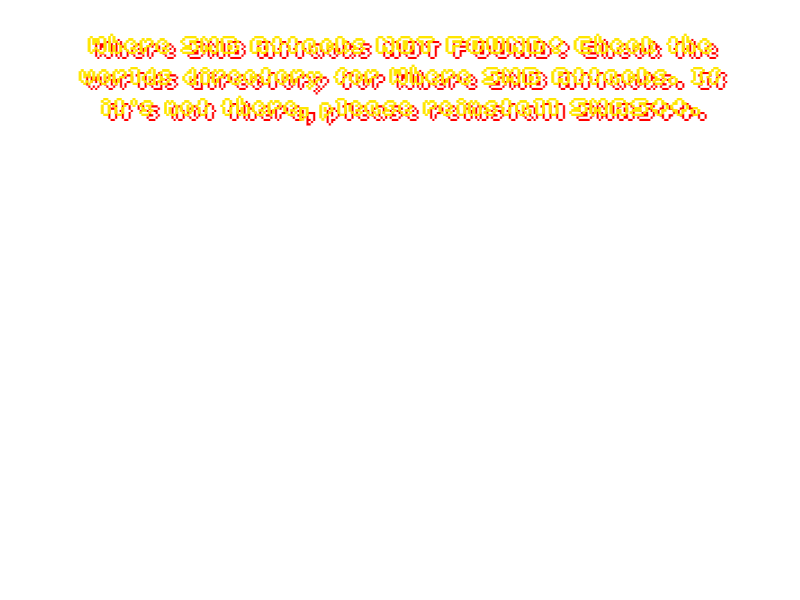 Where SMB Attacks NOT FOUND! Check the
worlds directory for Where SMB Attacks. If
it's not there, please reinstall SMBS++.